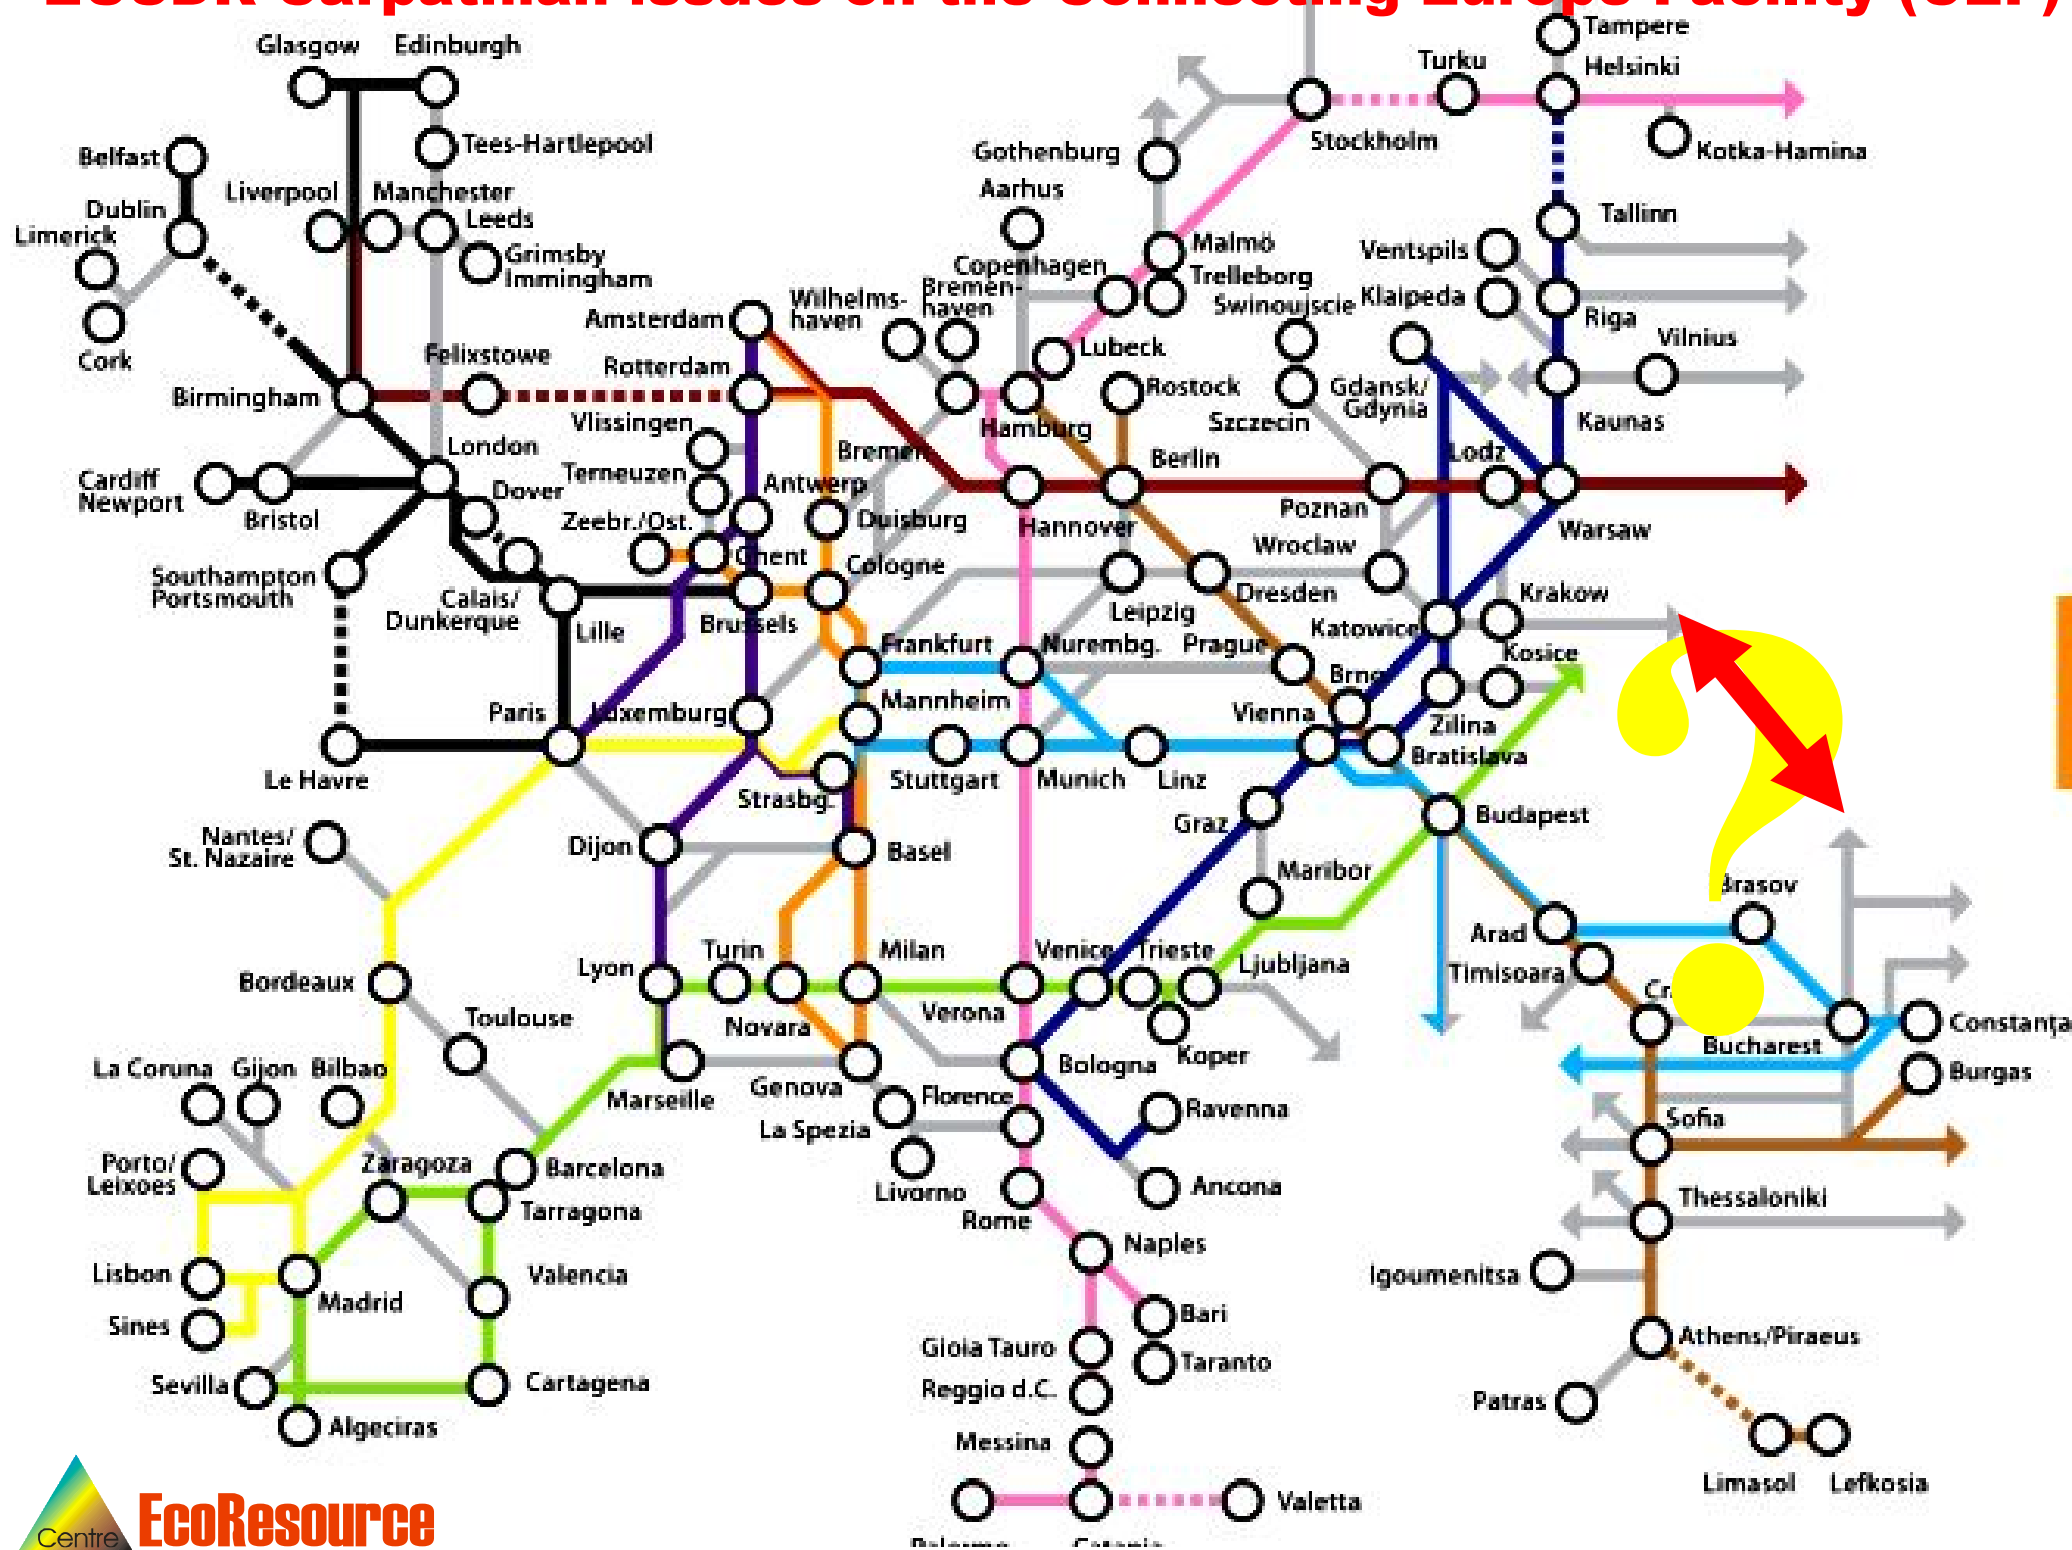 Glasgow
Edinburgh
Tampere
Turku
Helsinki
Tees-Hartlepool
Stockholm
Kotka-Hamina
Belfast
Gothenburg
Liverpool
Manchester
Aarhus
Dublin
Leeds
Limerick
Tallinn
Malmö
Ventspils
Grimsby
Immingham
Copenhagen
Trelleborg
Wilhelms-
haven
Bremen-
haven
Swinoujscie
Klaipeda
Amsterdam
Riga
Cork
Felixstowe
Rotterdam
Lubeck
Vilnius
Birmingham
Rostock
Gdansk/
Gdynia
Vlissingen
Hamburg
Szczecin
Kaunas
London
Bremen
Berlin
Lodz
Cardiff
Newport
Terneuzen
Dover
Antwerp
Bristol
Zeebr./Ost.
Duisburg
Hannover
Poznan
Warsaw
Ghent
Cologne
Wroclaw
Southampton
Portsmouth
Calais/
Dunkerque
Lille
Brussels
Leipzig
Dresden
Krakow
Katowice
Frankfurt
Nurembg.
Prague
Kosice
Brno
Paris
Luxemburg
Mannheim
Vienna
Zilina
Bratislava
Le Havre
Strasbg.
Stuttgart
Munich
Linz
Nantes/
St. Nazaire
Dijon
Basel
Graz
Budapest
Maribor
Brasov
Arad
Turin
Milan
Venice
Trieste
Ljubljana
Timisoara
Bordeaux
Lyon
Toulouse
Novara
Verona
Constanţa
Bucharest
Koper
La Coruna
Gijon
Bilbao
Marseille
Genova
Florence
Bologna
Burgas
La Spezia
Ravenna
Sofia
Porto/
Leixoes
Zaragoza
Barcelona
Livorno
Ancona
Tarragona
Rome
Thessaloniki
Naples
Lisbon
Madrid
Valencia
Igoumenitsa
Sines
Bari
Gioia Tauro
Taranto
Athens/Piraeus
Sevilla
Cartagena
Reggio d.C.
Patras
Algeciras
Messina
Limasol
Lefkosia
Valetta
Centre
EcoResource